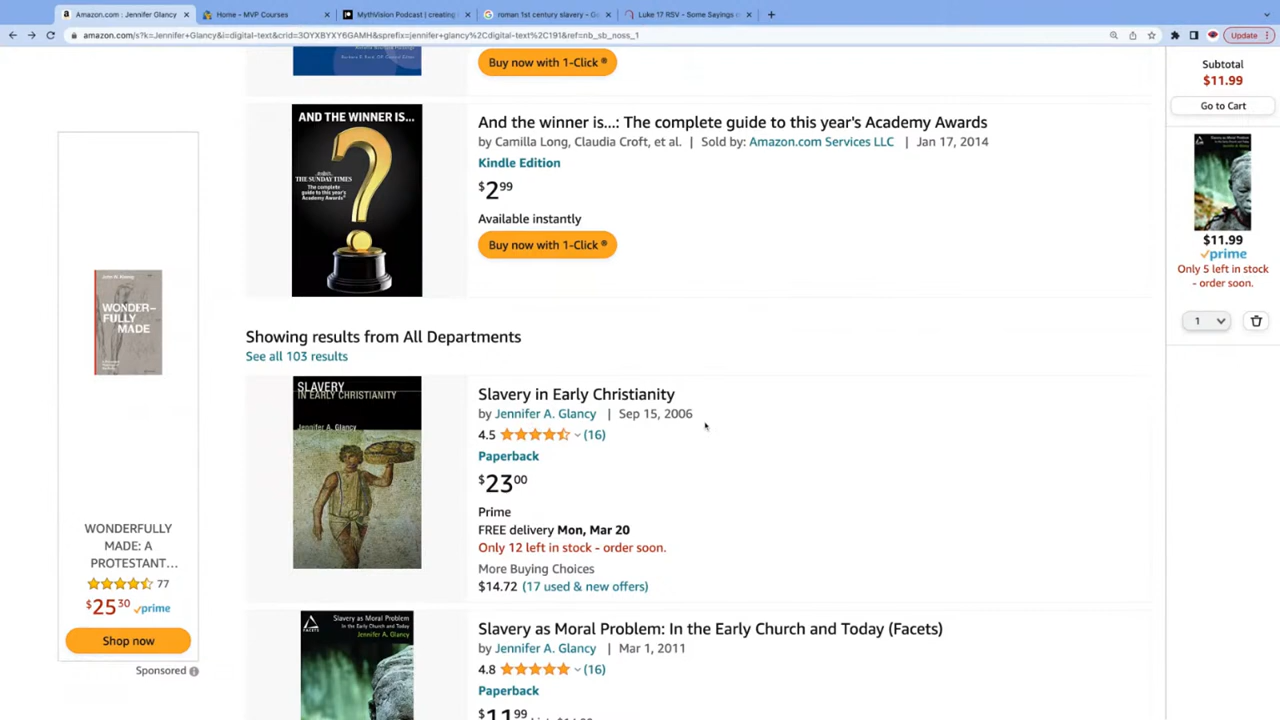 Amazon.com : Jennifer Glancy
Home - MVP Courses
MythVision Podcast | creating
roman 1st century slavery - G
Luke 17 RSV - Some Sayings
amazon.com/s?k=Jennifer+Glancy&i=digital-text&crid=3OYXBYXY6GAMH&sprefix=jennifer+glancy%2Cdigital-text%2C191&ref=nb_sb_noss_1
Update
Buy now with 1-Click ®
Subtotal
$11.99
Go to Cart
AND THE WINNER IS...
THE SUNDAY TIMES
The complete
guide to this year's
Academy Awards
And the winner is...: The complete guide to this year's Academy Awards
by Camilla Long, Claudia Croft, et al. | Sold by: Amazon.com Services LLC | Jan 17, 2014
Kindle Edition
$2 99
Available instantly
Buy now with 1-Click ®
$11.99
prime
Only 5 left in stock
- order soon.
1
WONDER-
FULLY
MADE
Showing results from All Departments
See all 103 results
SLAVERY
IN EARLY CHRISTIANITY
Jennifer A. Glancy
Slavery in Early Christianity
by Jennifer A. Glancy | Sep 15, 2006
4.5 (16)
Paperback
$23 00
Prime
FREE delivery Mon, Mar 20
Only 12 left in stock - order soon.
More Buying Choices
$14.72 (17 used & new offers)
WONDERFULLY
MADE: A
PROTESTANT...
77
$25 30 prime
Shop now
Sponsored
FACETS
Slavery as Moral Problem
In the Early Church and Today
Jennifer A. Glancy
Slavery as Moral Problem: In the Early Church and Today (Facets)
by Jennifer A. Glancy | Mar 1, 2011
4.8 (16)
Paperback
$11 99